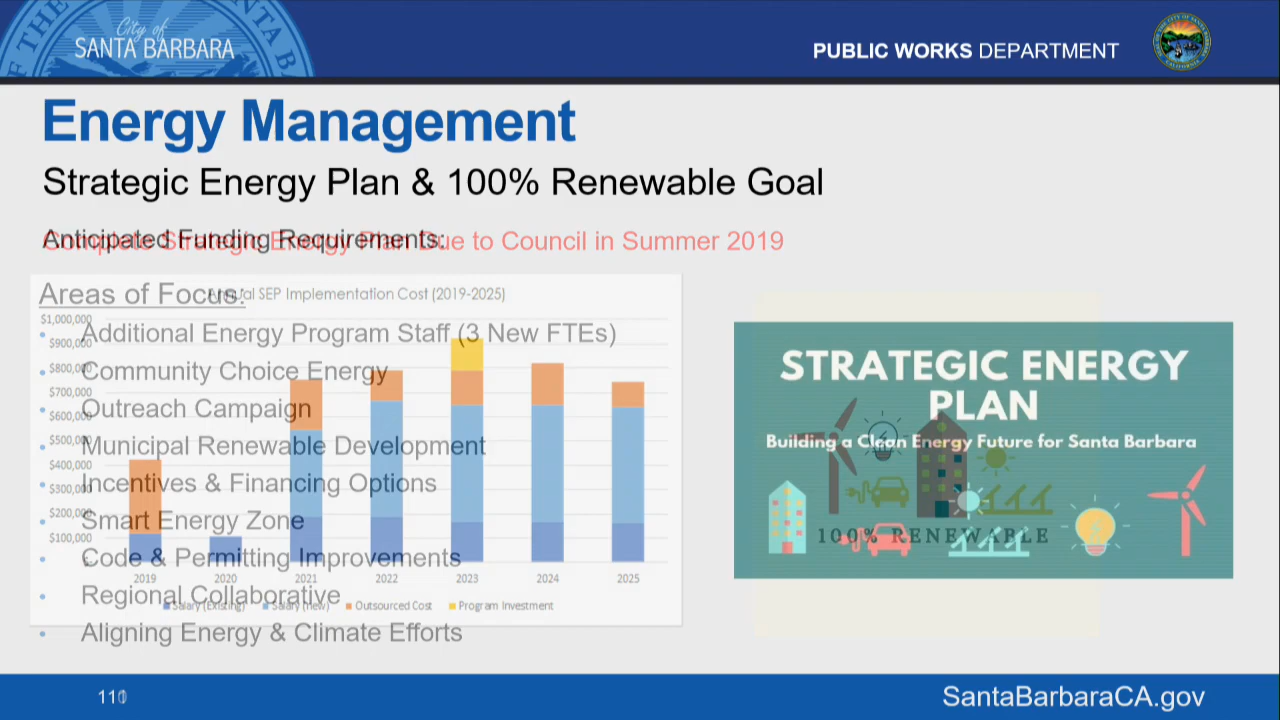 City of
SANTA BARBARA
PUBLIC WORKS DEPARTMENT
Energy Management
Strategic Energy Plan & 100% Renewable Goal
Anticipated Funding Requirements:
Complete Strategic Energy Plan Due to Council in Summer 2019
Areas of Focus:
Annual SEP Implementation Cost (2019-2025)
$1,000,000
$900,000
$800,000
$700,000
$600,000
$500,000
$400,000
$300,000
$200,000
$100,000
• Additional Energy Program Staff (3 New FTEs)
• Community Choice Energy
• Outreach Campaign
• Municipal Renewable Development
• Incentives & Financing Options
• Smart Energy Zone
• Code & Permitting Improvements
• Regional Collaborative
• Aligning Energy & Climate Efforts
2019 2020 2021 2022 2023 2024 2025
Salary (Existing) Salary (new) Outsourced Cost Program Investment
STRATEGIC ENERGY
PLAN
Building a Clean Energy Future for Santa Barbara
100% RENEWABLE
SantaBarbaraCA.gov